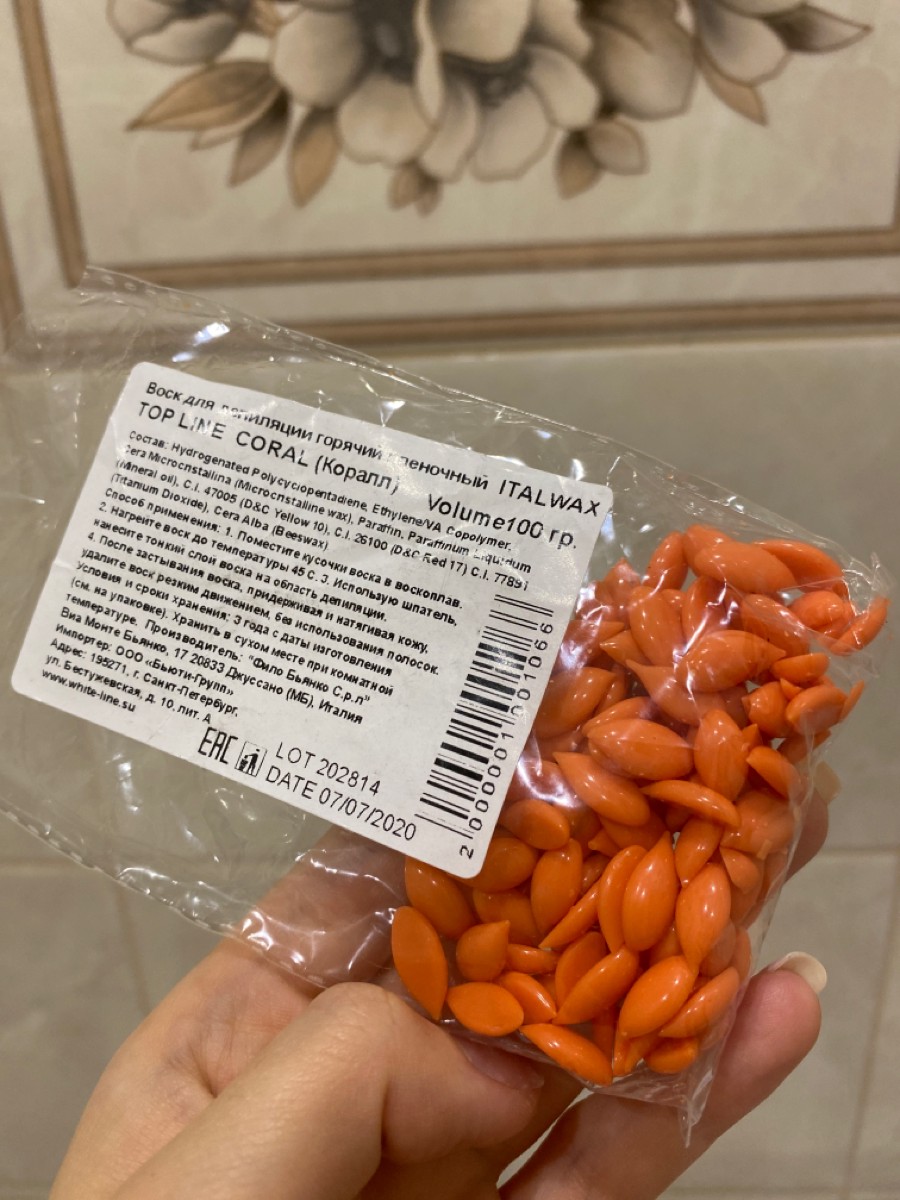 Воск для депиляции горячий пленочный ITALWAX
TOP LINE CORAL (Коралл) Volume100 гр.
Состав: Hydrogenated Polycyclopentadiene, Ethylene/VA Copolymer,
Cera Microcnstallina (Microcnstalline wax), Paraffin, Paraffinum Liquidum
(Mineral oil), C.I. 47005 (D&C Yellow 10), C.I. 26100 (D&C Red 17) C.I. 77891
(Titanium Dioxide), Cera Alba (Beeswax)
Способ применения: 1. Поместите кусочки воска в воскоплав.
2. Нагрейте воск до температуры 45 С. 3. Использую шпатель,
нанесите тонкий слой воска на область депиляции.
4. После застывания воска, придерживая и натягивая кожу,
удалите воск резким движением, без использования полосок.
Условия и сроки хранения: 3 года с даты изготовления
(см. на упаковке). Хранить в сухом месте при комнатной
температуре. Производитель: "Фило Бьянко С.р.л"
Виа Монте Бьянко, 17 20833 Джуссано (МБ), Италия
Импортер: ООО «Бьюти-Групп»
Адрес: 195271, г. Санкт-Петербург,
ул. Бестужевская, д. 10, лит. А
www.white-line.su
EAC
LOT 202814
DATE 07/07/2020
2 000001 001066